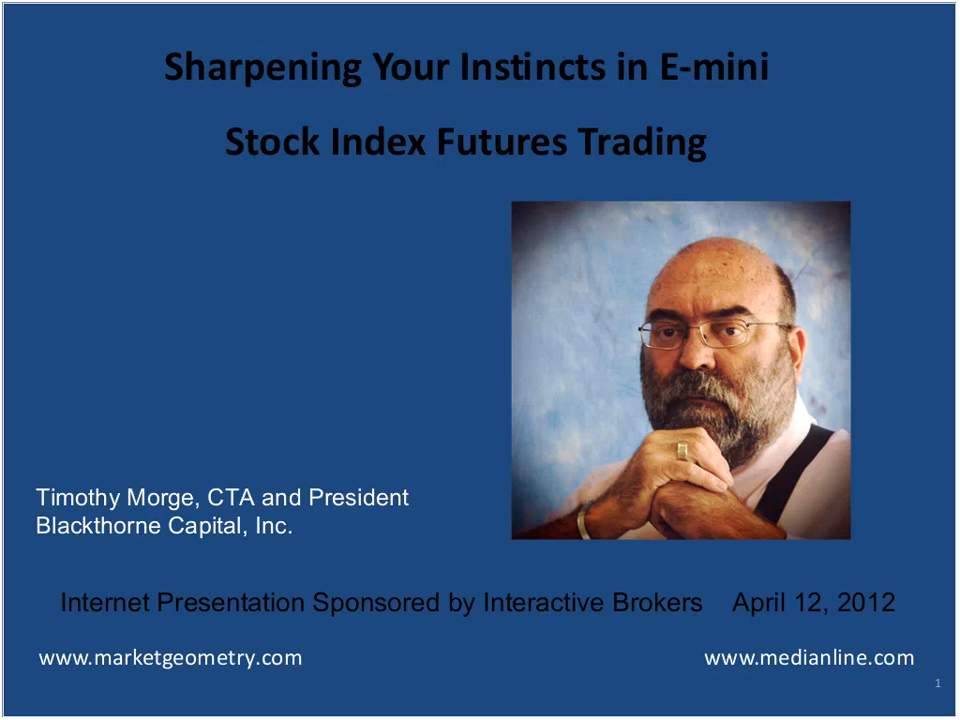 Sharpening Your Instincts in E-mini
Stock Index Futures Trading
Timothy Morge, CTA and President
Blackthorne Capital, Inc.
Internet Presentation Sponsored by Interactive Brokers April 12, 2012
www.marketgeometry.com www.medianline.com
1